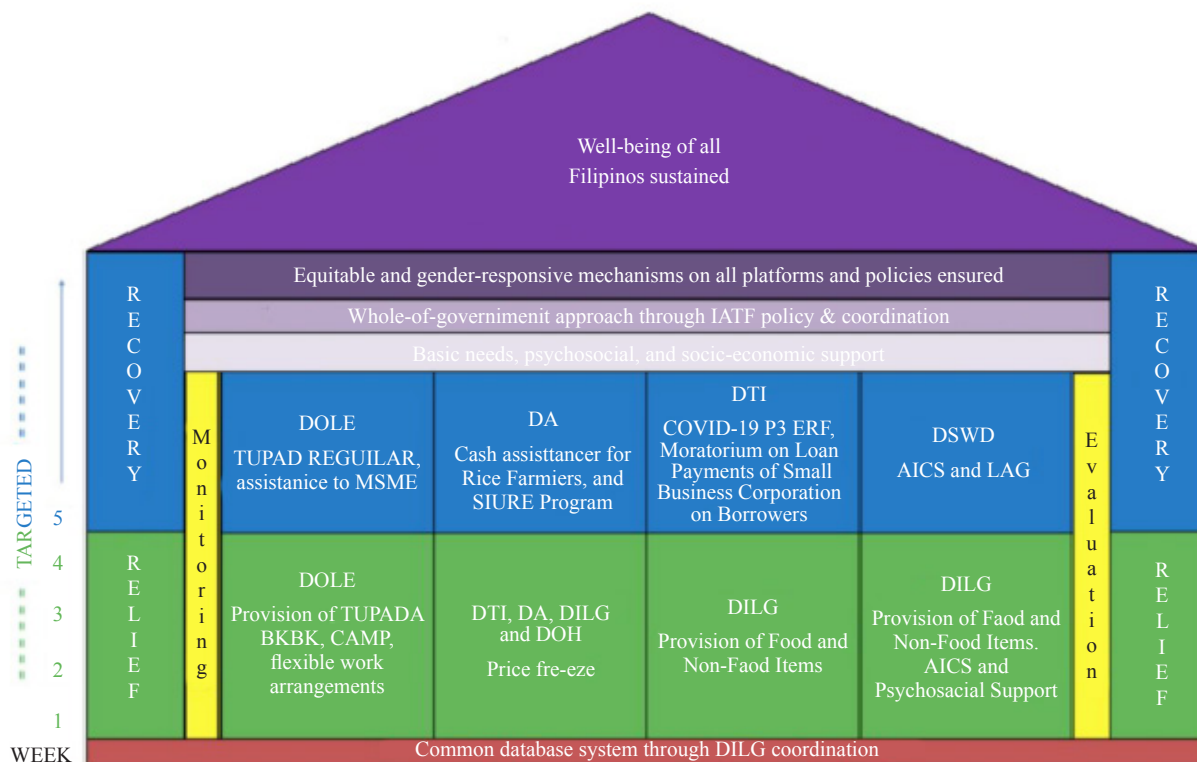 Well-being of all
Filipinos sustained
Equitable and gender-responsive mechanisms on all platforms and policies ensured
Whole-of-governimenit approach through IATF policy & coordination
Basic needs, psychosocial, and socie-economic support
RECOVERY
RELIEF
TARGETED
5
4
3
2
1
WEEK
Monitoring
DOLE
TUPAD REGUILAR,
assistanice to MSME
DA
Cash assisttancer for
Rice Farmiers, and
SIURE Program
DTI
COVID-19 P3 ERF,
Moratorium on Loan
Payments of Small
Business Corporation
on Borrowers
DSWD
AICS and LAG
DOLE
Provision of TUPADA
BKBK, CAMP,
flexible work
arrangements
DTI, DA, DILG
and DOH
Price fre-eze
DILG
Provision of Food and
Non-Faod Items
DILG
Provision of Faod and
Non-Food Items.
AICS and
Psychosacial Support
Evaluation
RECOVERY
RELIEF
Common database system through DILG coordination